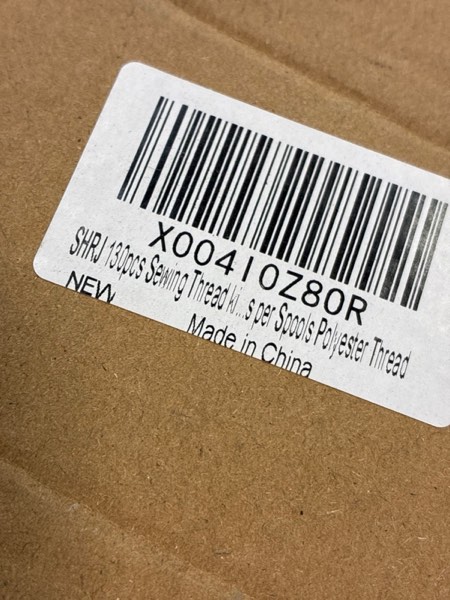 X00410Z80R
SHRJ 130pcs Sewing Thread ki...s per Spools Polyester Thread
NEW
Made in China